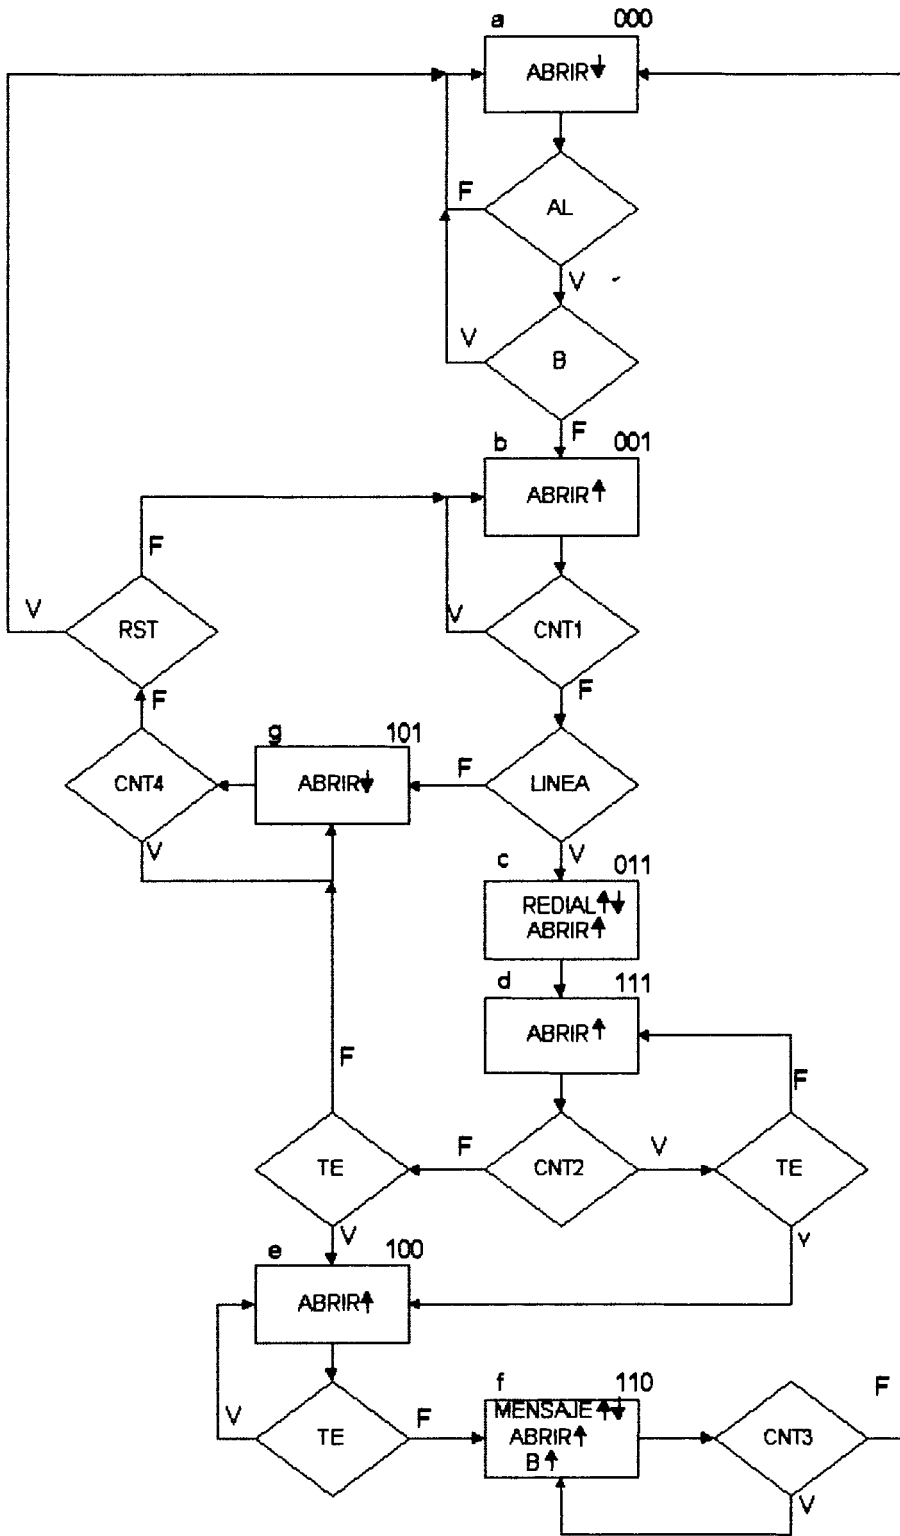 a 000
ABRIR↓
F AL
V
V B
F
b 001
ABRIR↑
F
V RST V CNT1
F F
g 101
CNT4 ABRIR↓ F LINEA
V V
c 011
REDIAL↑↓
ABRIR↑
d 111
ABRIR↑
F F
TE F CNT2 V TE
V V
e 100
ABRIR↑
f 110 F
V TE F MENSAJE↑↓
ABRIR↑ CNT3
B↑
V